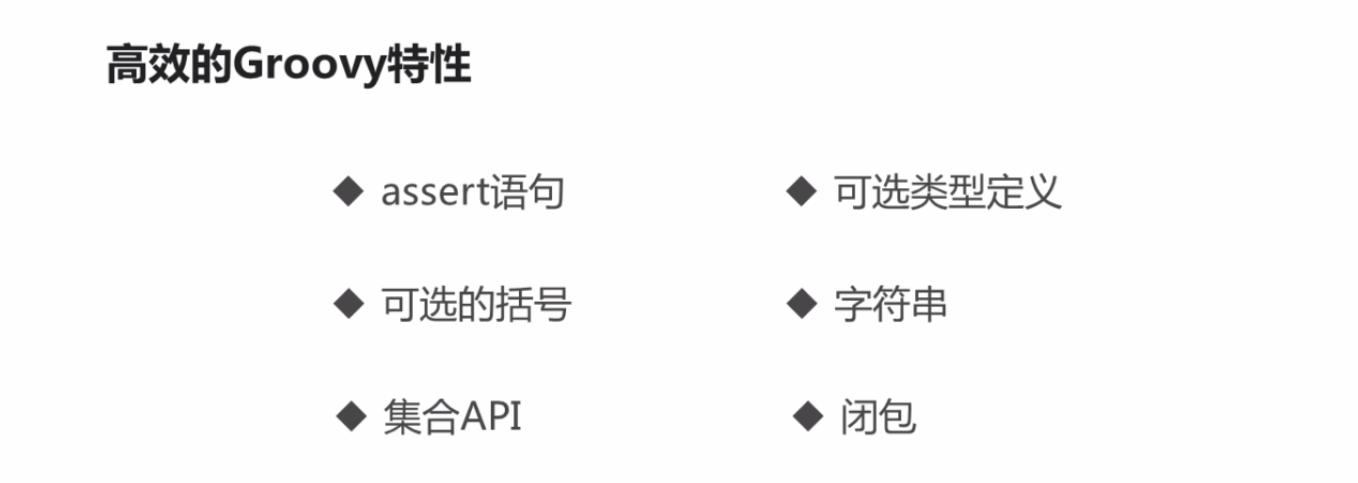 高效的Groovy特性
◆ assert语句
◆ 可选类型定义
◆ 可选的括号
◆ 字符串
◆ 集合API
◆ 闭包